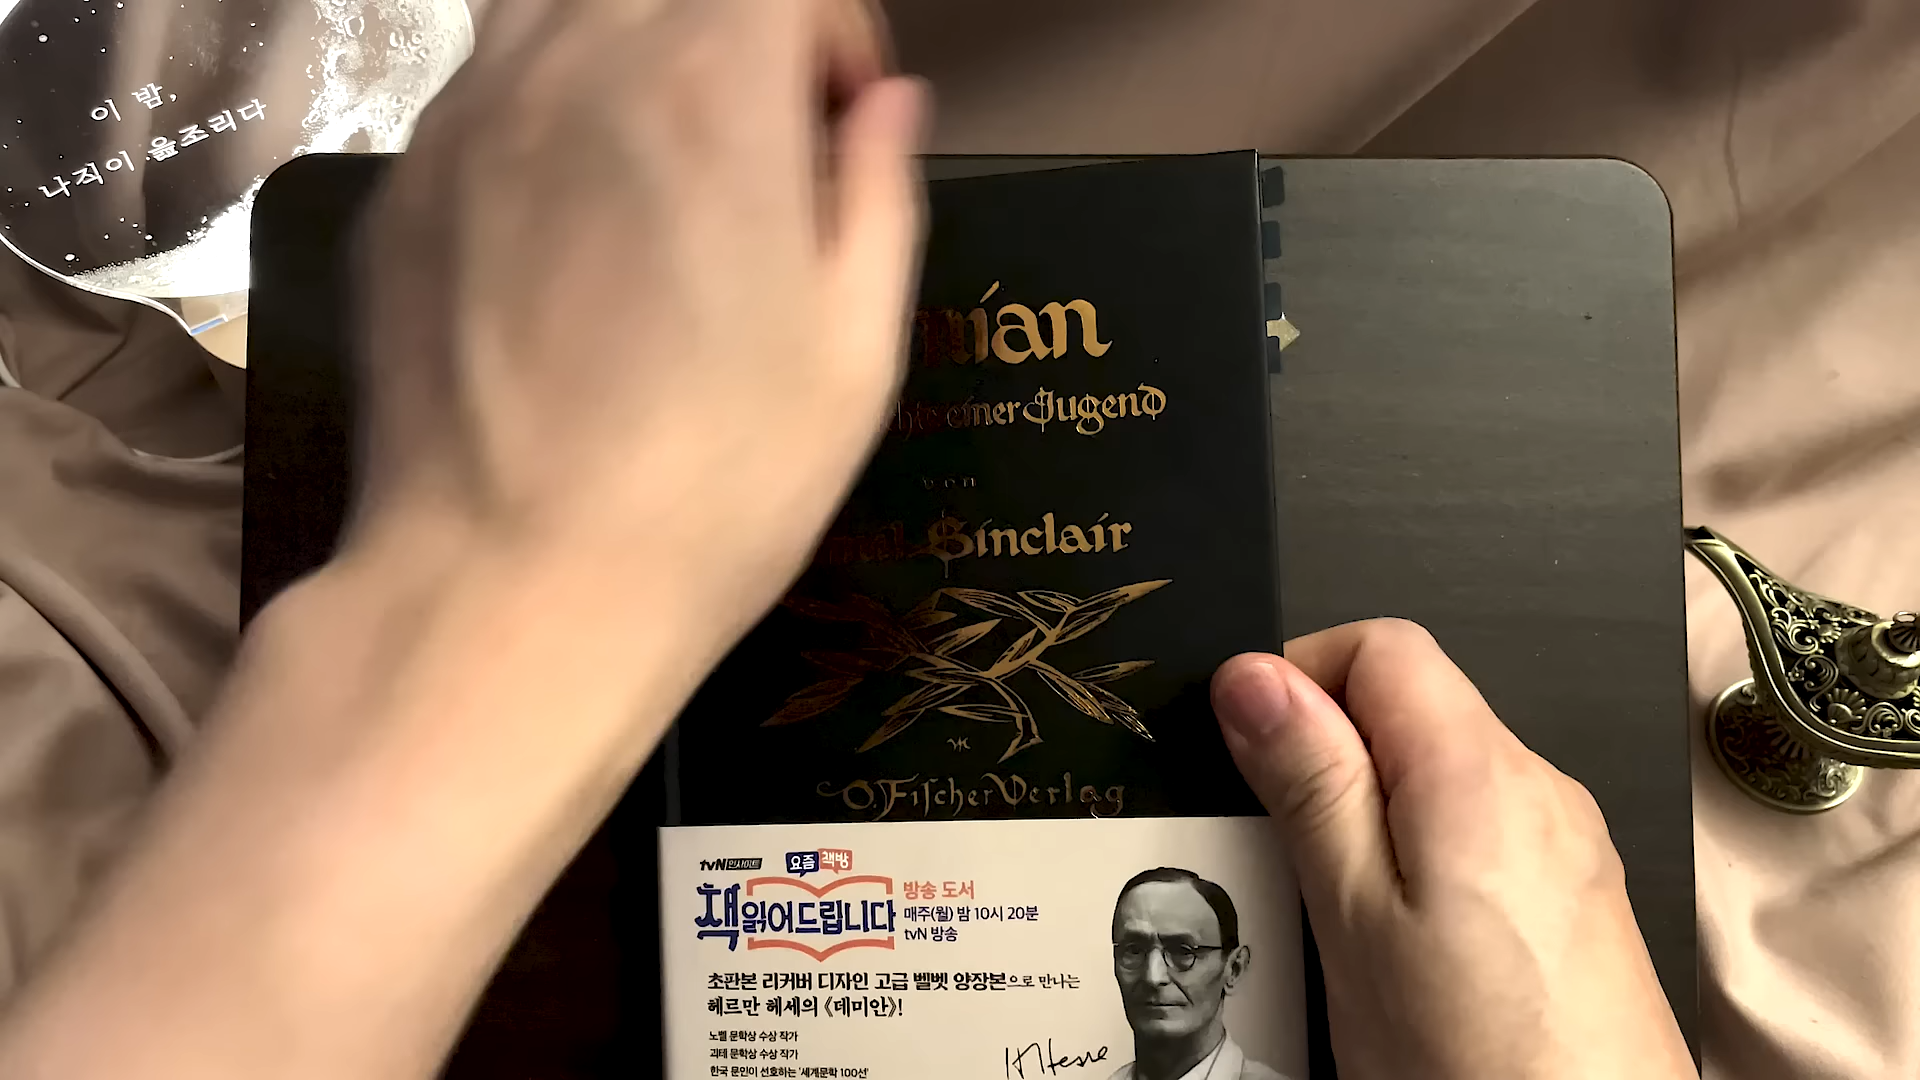 이 밤,
나직이 읊조리다
einer Jugend
von
Sinclair
S. Fischer Verlag
tvN 인사이트
요즘책방
책 읽어드립니다
방송 도서
매주(월) 밤 10시 20분
tvN 방송
초판본 리커버 디자인 고급 벨벳 양장본으로 만나는
헤르만 헤세의 《데미안》!
노벨 문학상 수상 작가
괴테 문학상 수상 작가
한국 문인이 선호하는 '세계문학 100선'
HHesse